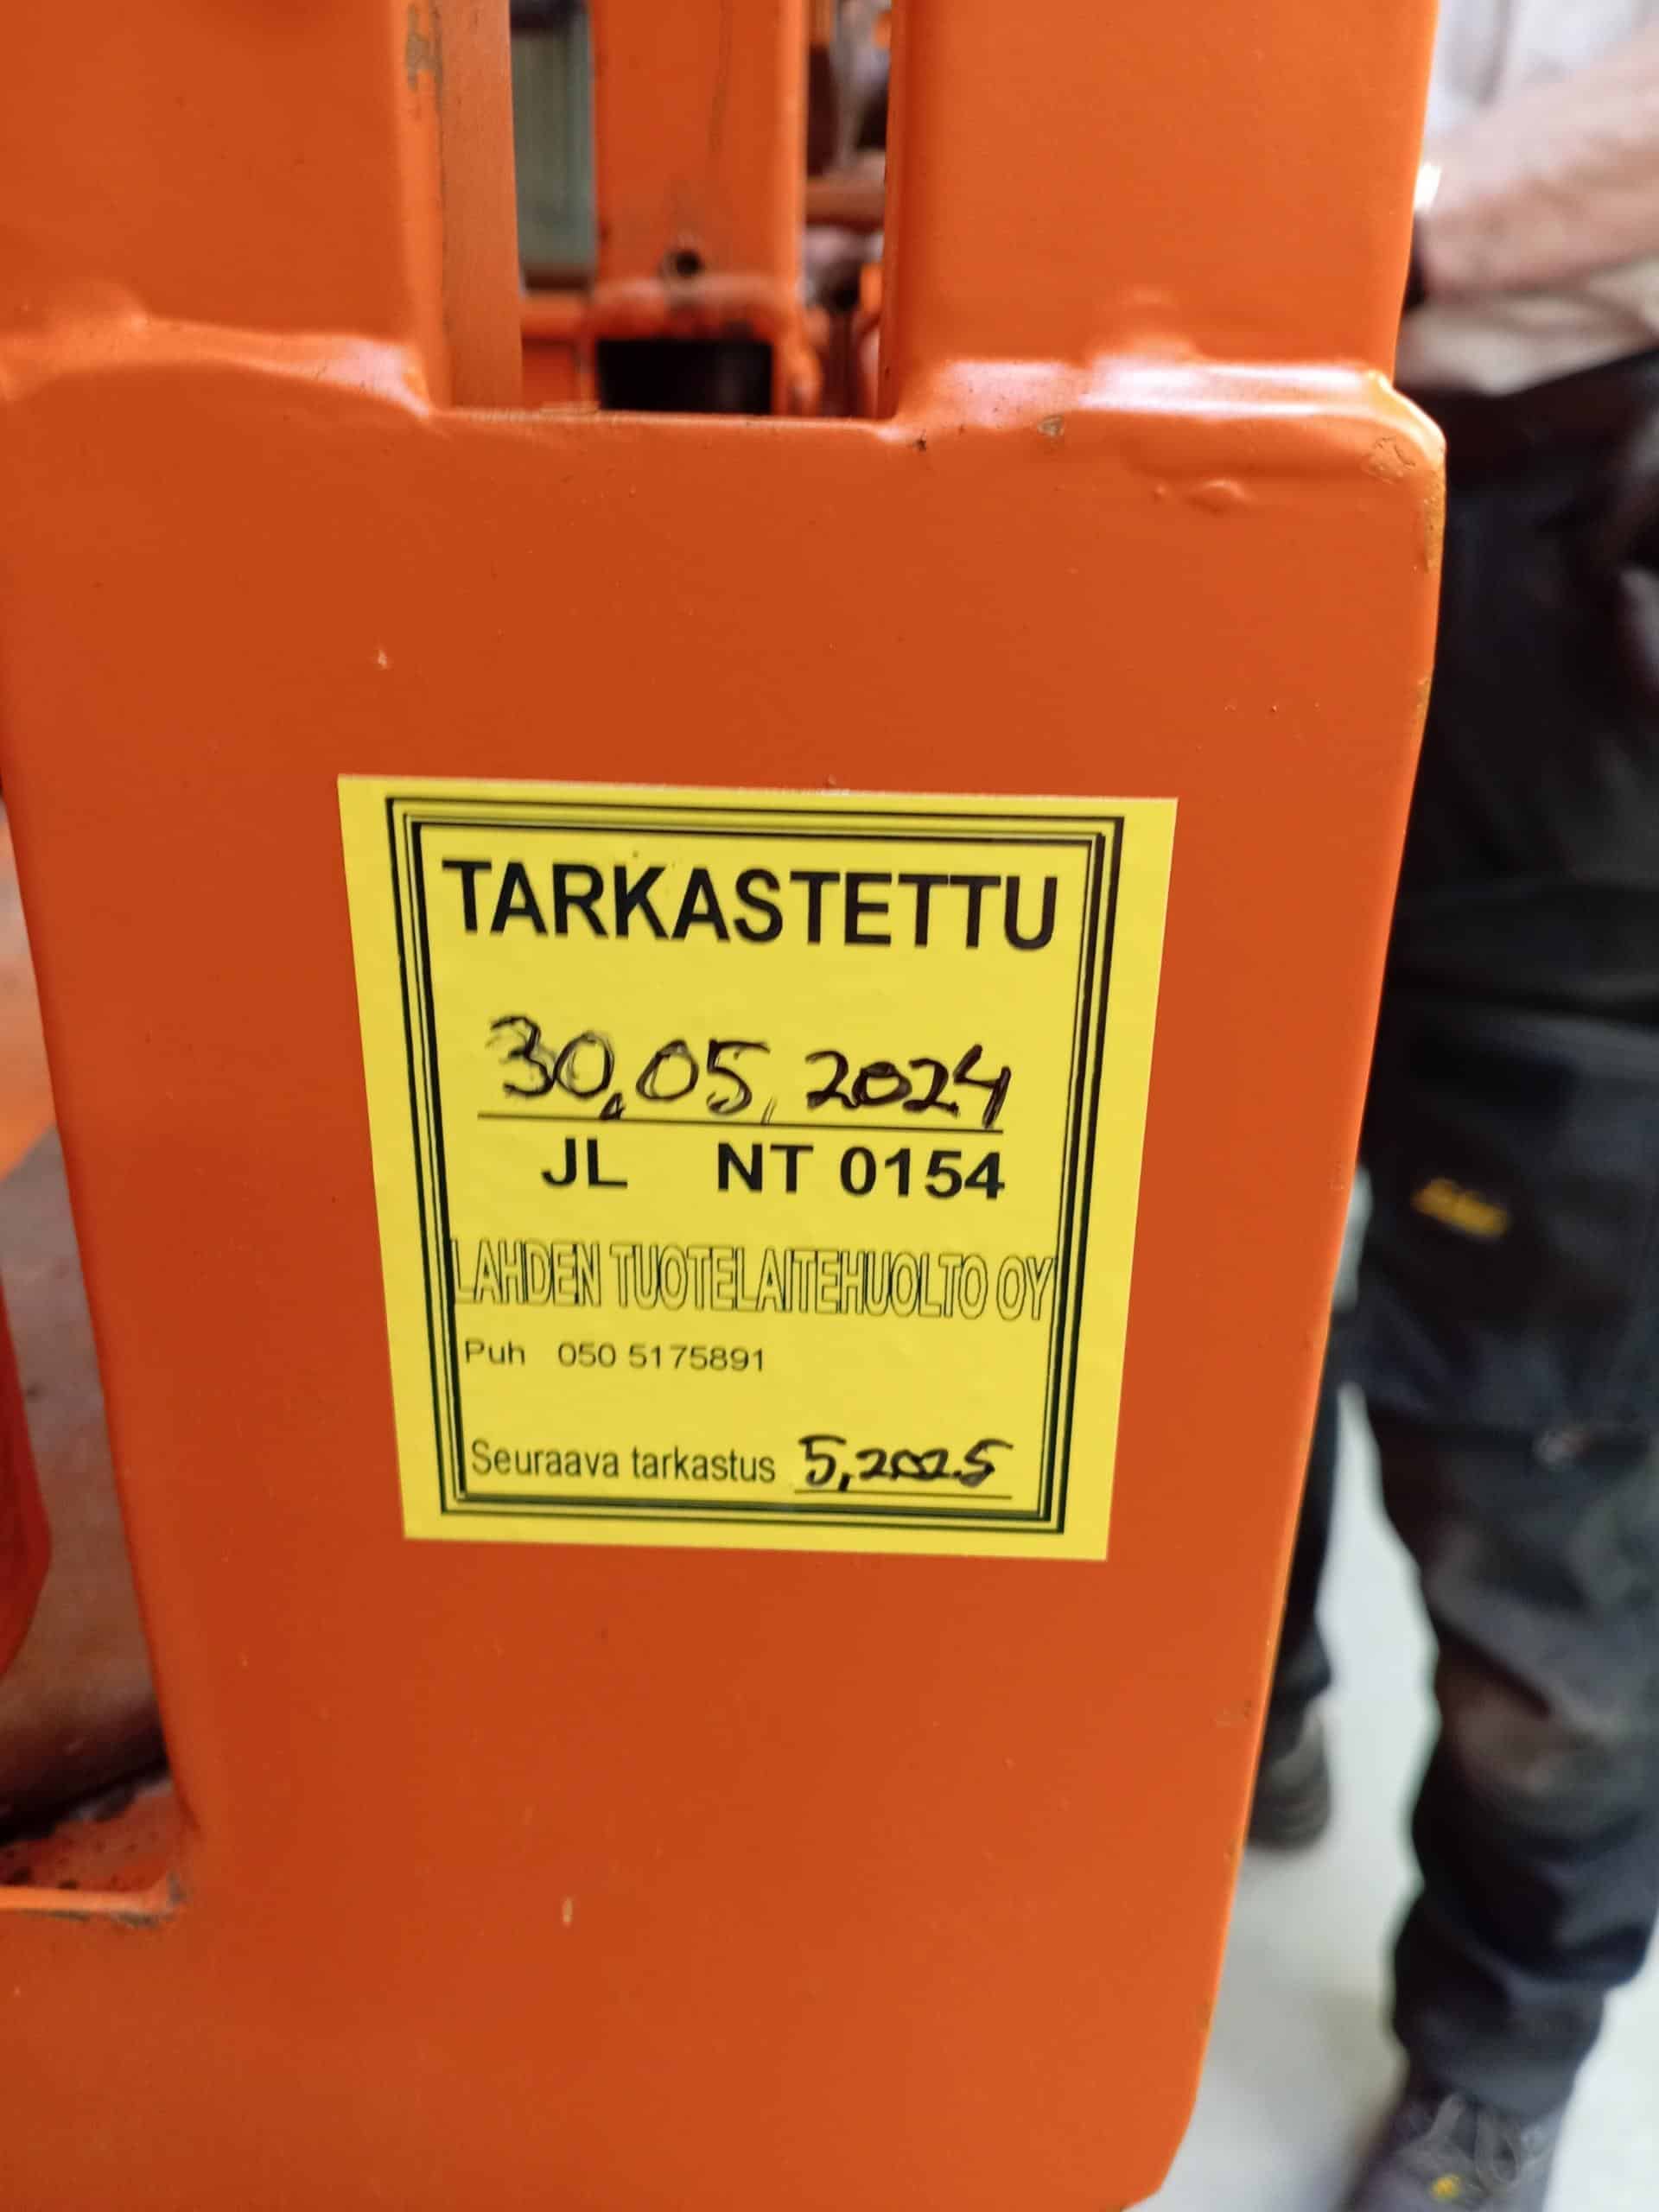 TARKASTETTU
30.05.2024
JL NT 0154
LAHDEN TUOTELAITEHUOLTO OY
Puh 050 5175891
Seuraava tarkastus 5,2025